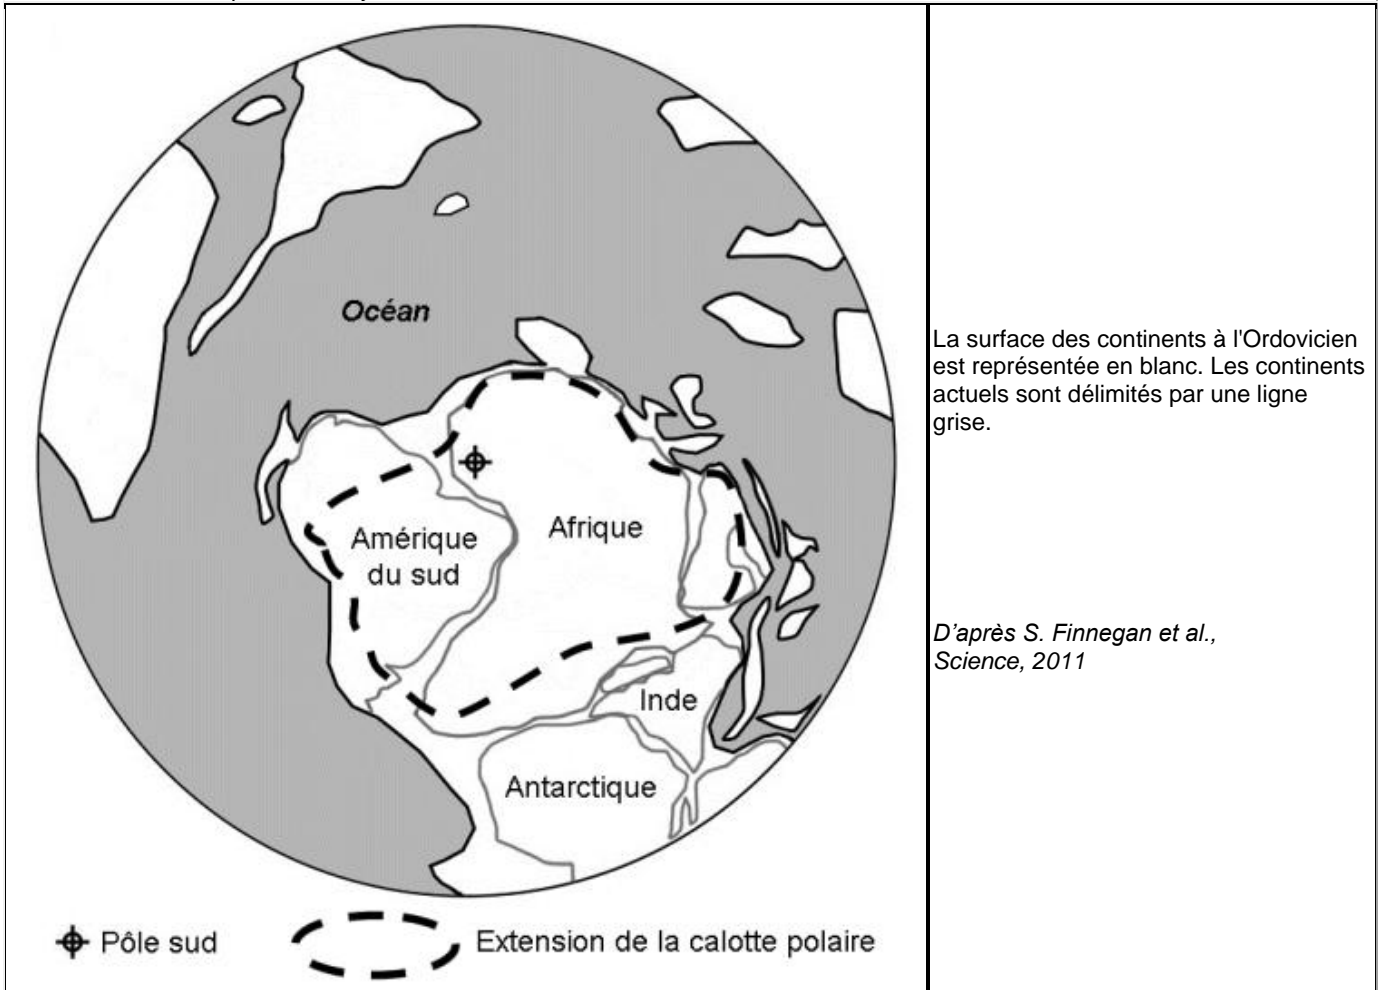 Océan
Afrique
Amérique
du sud
Inde
Antarctique
Pôle sud
Extension de la calotte polaire
La surface des continents à l'Ordovicien
est représentée en blanc. Les continents
actuels sont délimités par une ligne
grise.
D'après S. Finnegan et al.,
Science, 2011